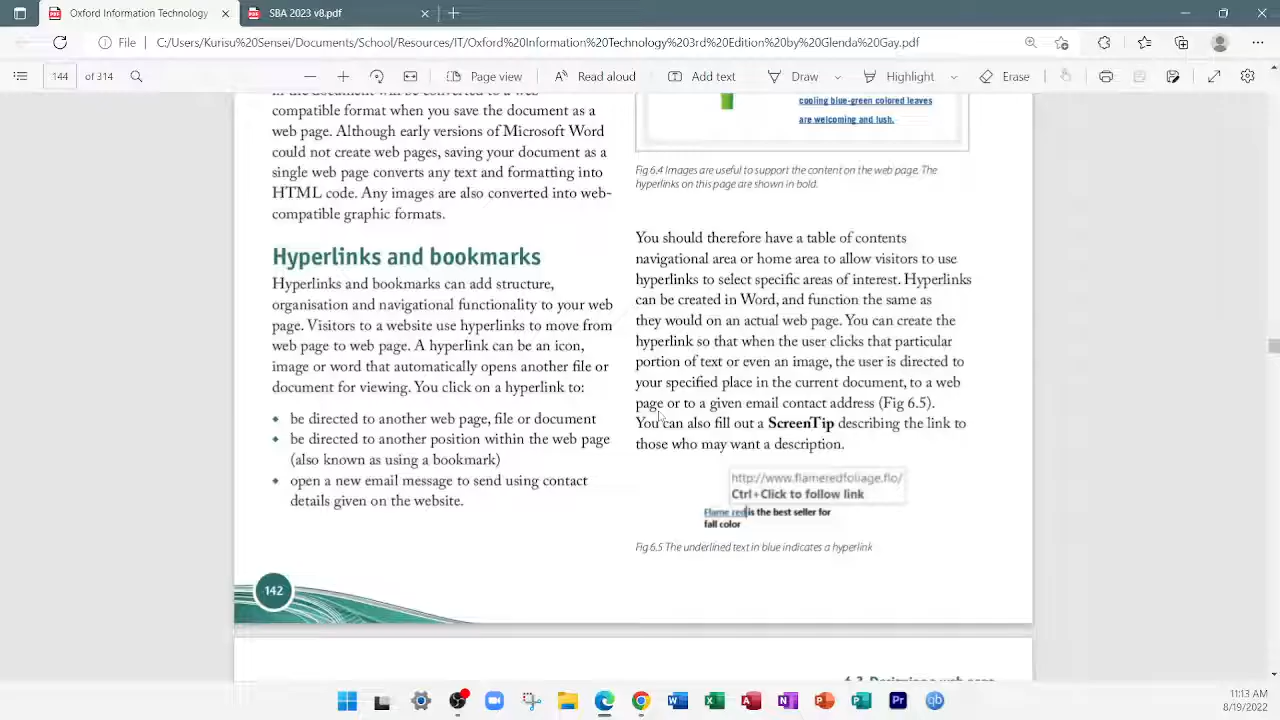 Oxford Information Technology
SBA 2023 v8.pdf
File
C:/Users/Kurisu%20Sensei/Documents/School/Resources/IT/Oxford%20Information%20Technology%203rd%20Edition%20by%20Glenda%20Gay.pdf
144 of 314
Page view
Read aloud
Add text
Draw
Highlight
Erase
in the document will be converted to a web-
compatible format when you save the document as a
web page. Although early versions of Microsoft Word
could not create web pages, saving your document as a
single web page converts any text and formatting into
HTML code. Any images are also converted into web-
compatible graphic formats.
Hyperlinks and bookmarks
Hyperlinks and bookmarks can add structure,
organisation and navigational functionality to your web
page. Visitors to a website use hyperlinks to move from
web page to web page. A hyperlink can be an icon,
image or word that automatically opens another file or
document for viewing. You click on a hyperlink to:
be directed to another web page, file or document
be directed to another position within the web page
(also known as using a bookmark)
open a new email message to send using contact
details given on the website.
142
cooling blue-green colored leaves
are welcoming and lush.
Fig 6.4 Images are useful to support the content on the web page. The
hyperlinks on this page are shown in bold.
You should therefore have a table of contents
navigational area or home area to allow visitors to use
hyperlinks to select specific areas of interest. Hyperlinks
can be created in Word, and function the same as
they would on an actual web page. You can create the
hyperlink so that when the user clicks that particular
portion of text or even an image, the user is directed to
your specified place in the current document, to a web
page or to a given email contact address (Fig 6.5).
You can also fill out a ScreenTip describing the link to
those who may want a description.
http://www.flameredfoliage.flo/
Ctrl+Click to follow link
Flame red is the best seller for
fall color
Fig 6.5 The underlined text in blue indicates a hyperlink
11:13 AM
8/19/2022